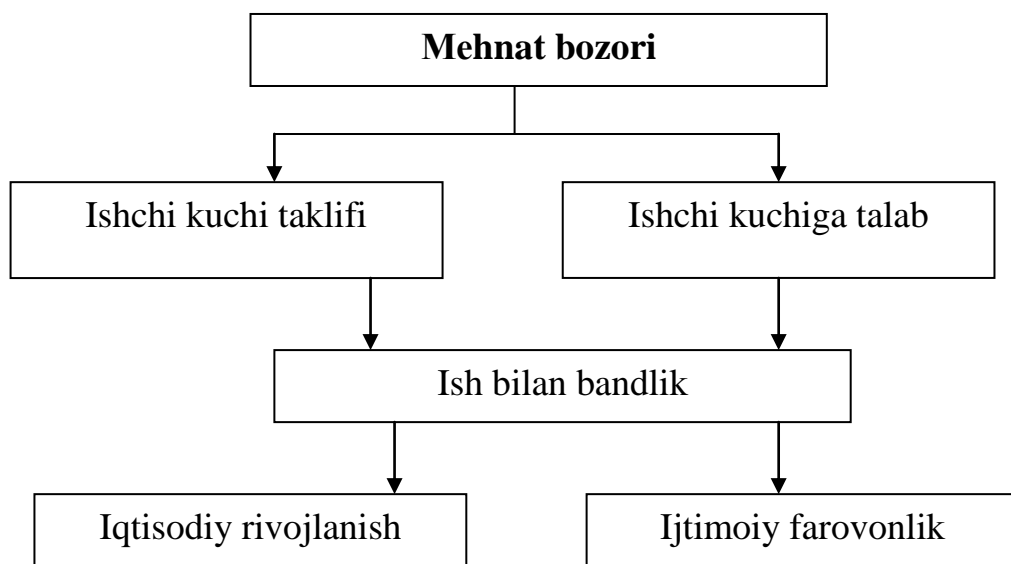 Mehnat bozori
Ishchi kuchi taklifi
Ishchi kuchiga talab
Ish bilan bandlik
Iqtisodiy rivojlanish
Ijtimoiy farovonlik